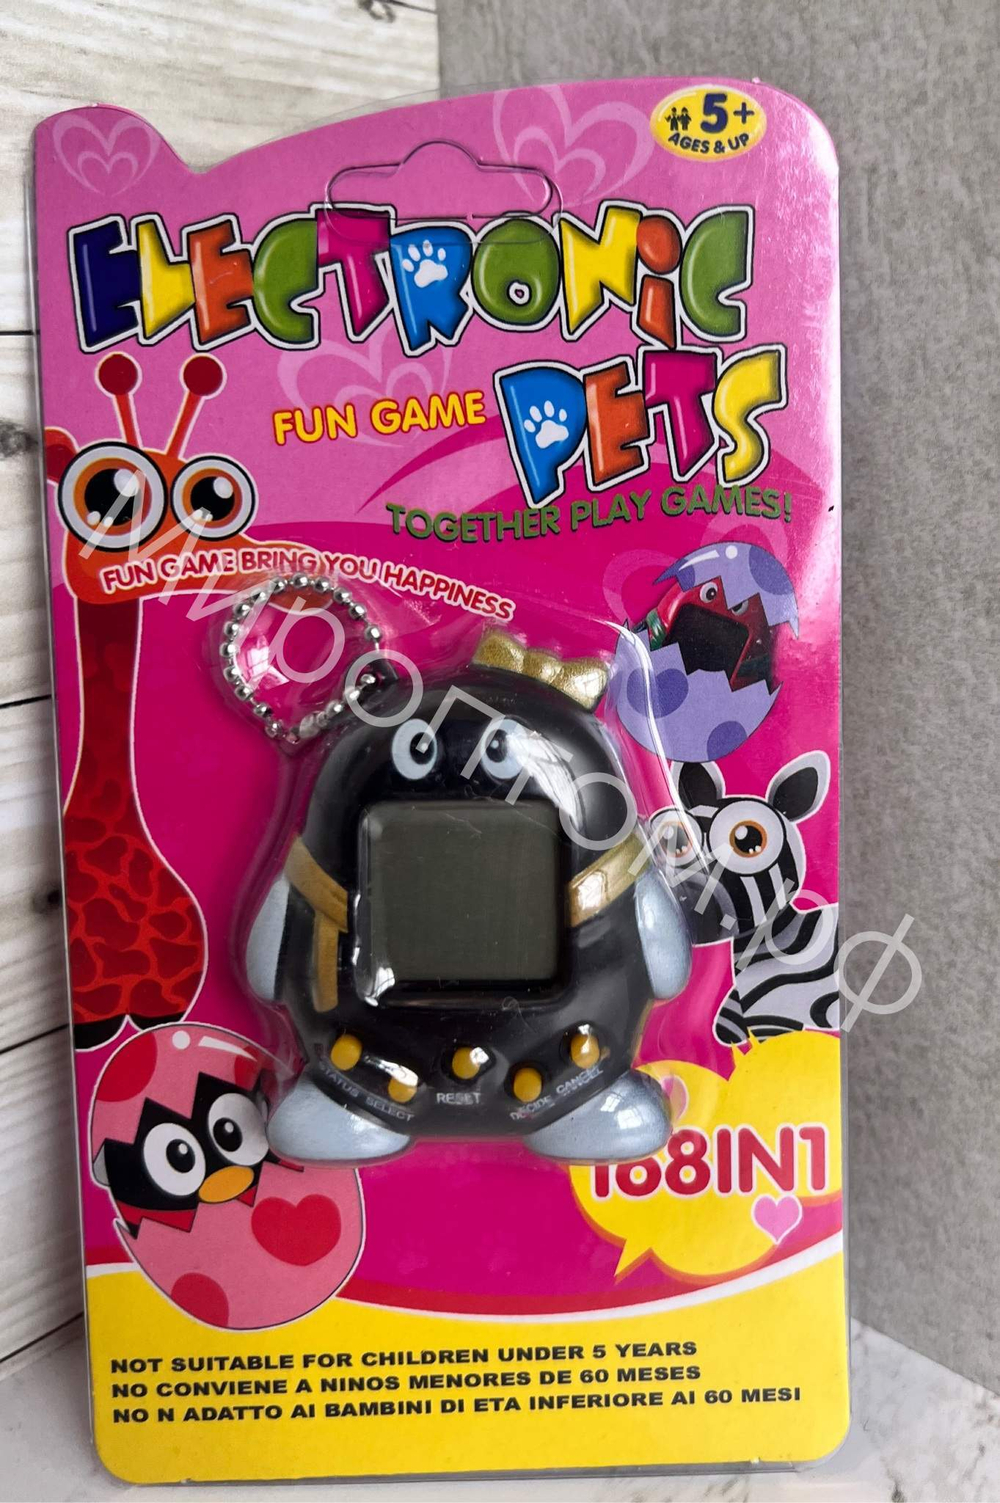 5+
AGES & UP
ELECTRONIC
PETS
FUN GAME
TOGETHER PLAY GAMES!
FUN GAME BRING YOU HAPPINESS
МирОптом.рф
STATUS SELECT RESET DECIDE CANCEL
168IN1
NOT SUITABLE FOR CHILDREN UNDER 5 YEARS
NO CONVIENE A NINOS MENORES DE 60 MESES
NO N ADATTO AI BAMBINI DI ETA INFERIORE AI 60 MESI